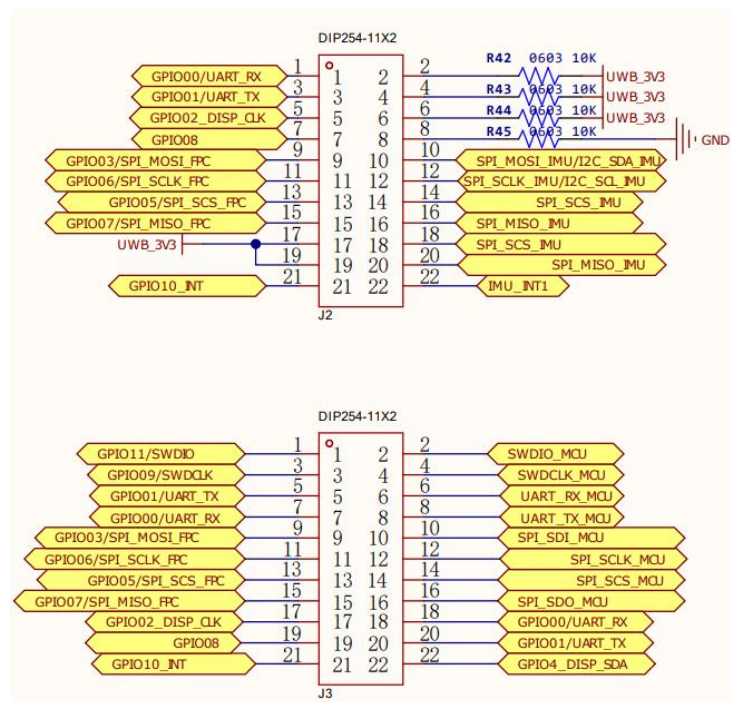 DIP254-11X2
R42 0603 10K
GPIO00/UART_RX 1 1 2 2 UWB_3V3
R43 0603 10K
GPIO01/UART_TX 3 3 4 4 UWB_3V3
R44 0603 10K
GPIO02_DISP_CLK 5 5 6 6 UWB_3V3
R45 0603 10K
GPIO08 7 7 8 8 GND
GPIO03/SPI_MOSI_FPC 9 9 10 10 SPI_MOSI_IMU/I2C_SDA_IMU
GPIO06/SPI_SCLK_FPC 11 11 12 12 SPI_SCLK_IMU/I2C_SCL_IMU
GPIO05/SPI_SCS_FPC 13 13 14 14 SPI_SCS_IMU
GPIO07/SPI_MISO_FPC 15 15 16 16 SPI_MISO_IMU
UWB_3V3 17 17 18 18 SPI_SCS_IMU
19 19 20 20 SPI_MISO_IMU
GPIO10_INT 21 21 22 22 IMU_INT1
J2
DIP254-11X2
GPIO11/SWDIO 1 1 2 2 SWDIO_MCU
GPIO09/SWDCLK 3 3 4 4 SWDCLK_MCU
GPIO01/UART_TX 5 5 6 6 UART_RX_MCU
GPIO00/UART_RX 7 7 8 8 UART_TX_MCU
GPIO03/SPI_MOSI_FPC 9 9 10 10 SPI_SDI_MCU
GPIO06/SPI_SCLK_FPC 11 11 12 12 SPI_SCLK_MCU
GPIO05/SPI_SCS_FPC 13 13 14 14 SPI_SCS_MCU
GPIO07/SPI_MISO_FPC 15 15 16 16 SPI_SDO_MCU
GPIO02_DISP_CLK 17 17 18 18 GPIO00/UART_RX
GPIO08 19 19 20 20 GPIO01/UART_TX
GPIO10_INT 21 21 22 22 GPIO4_DISP_SDA
J3